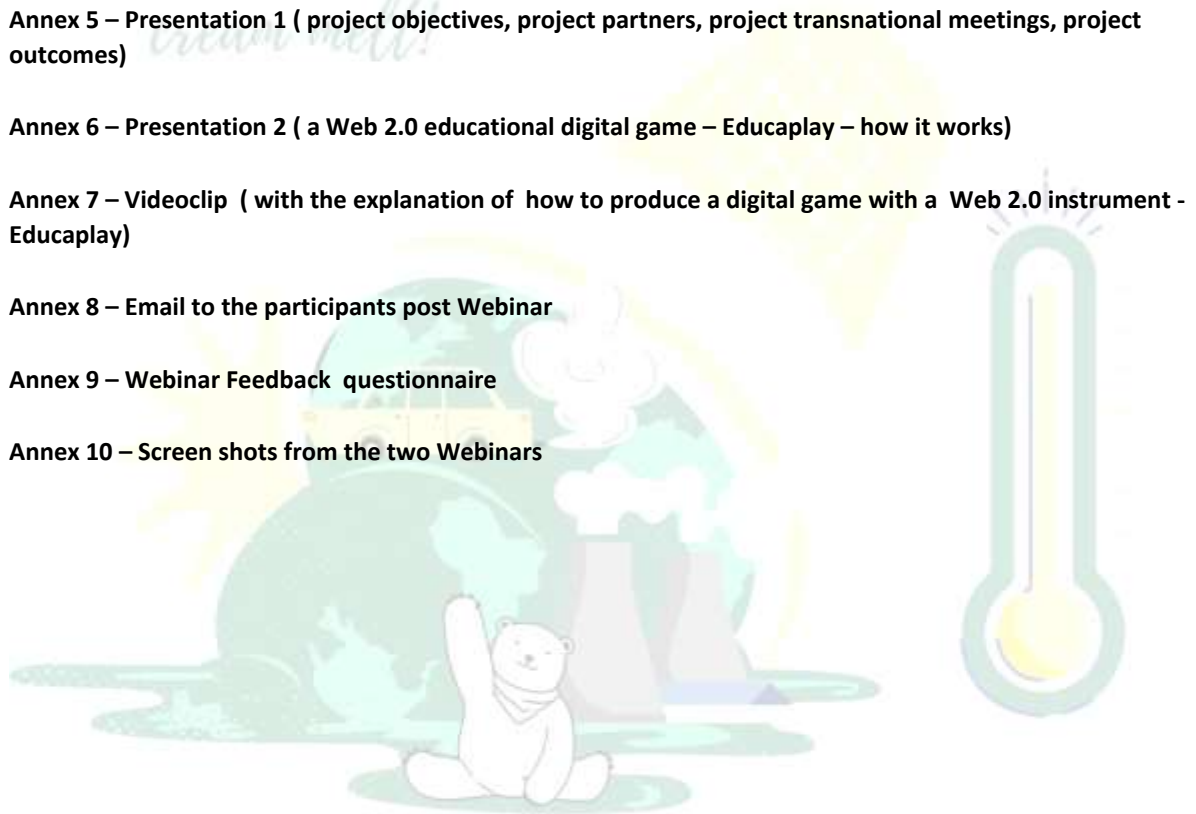 cream melt!
Annex 5 – Presentation 1 ( project objectives, project partners, project transnational meetings, project
outcomes)
Annex 6 – Presentation 2 ( a Web 2.0 educational digital game – Educaplay – how it works)
Annex 7 – Videoclip ( with the explanation of how to produce a digital game with a Web 2.0 instrument -
Educaplay)
Annex 8 – Email to the participants post Webinar
Annex 9 – Webinar Feedback questionnaire
Annex 10 – Screen shots from the two Webinars